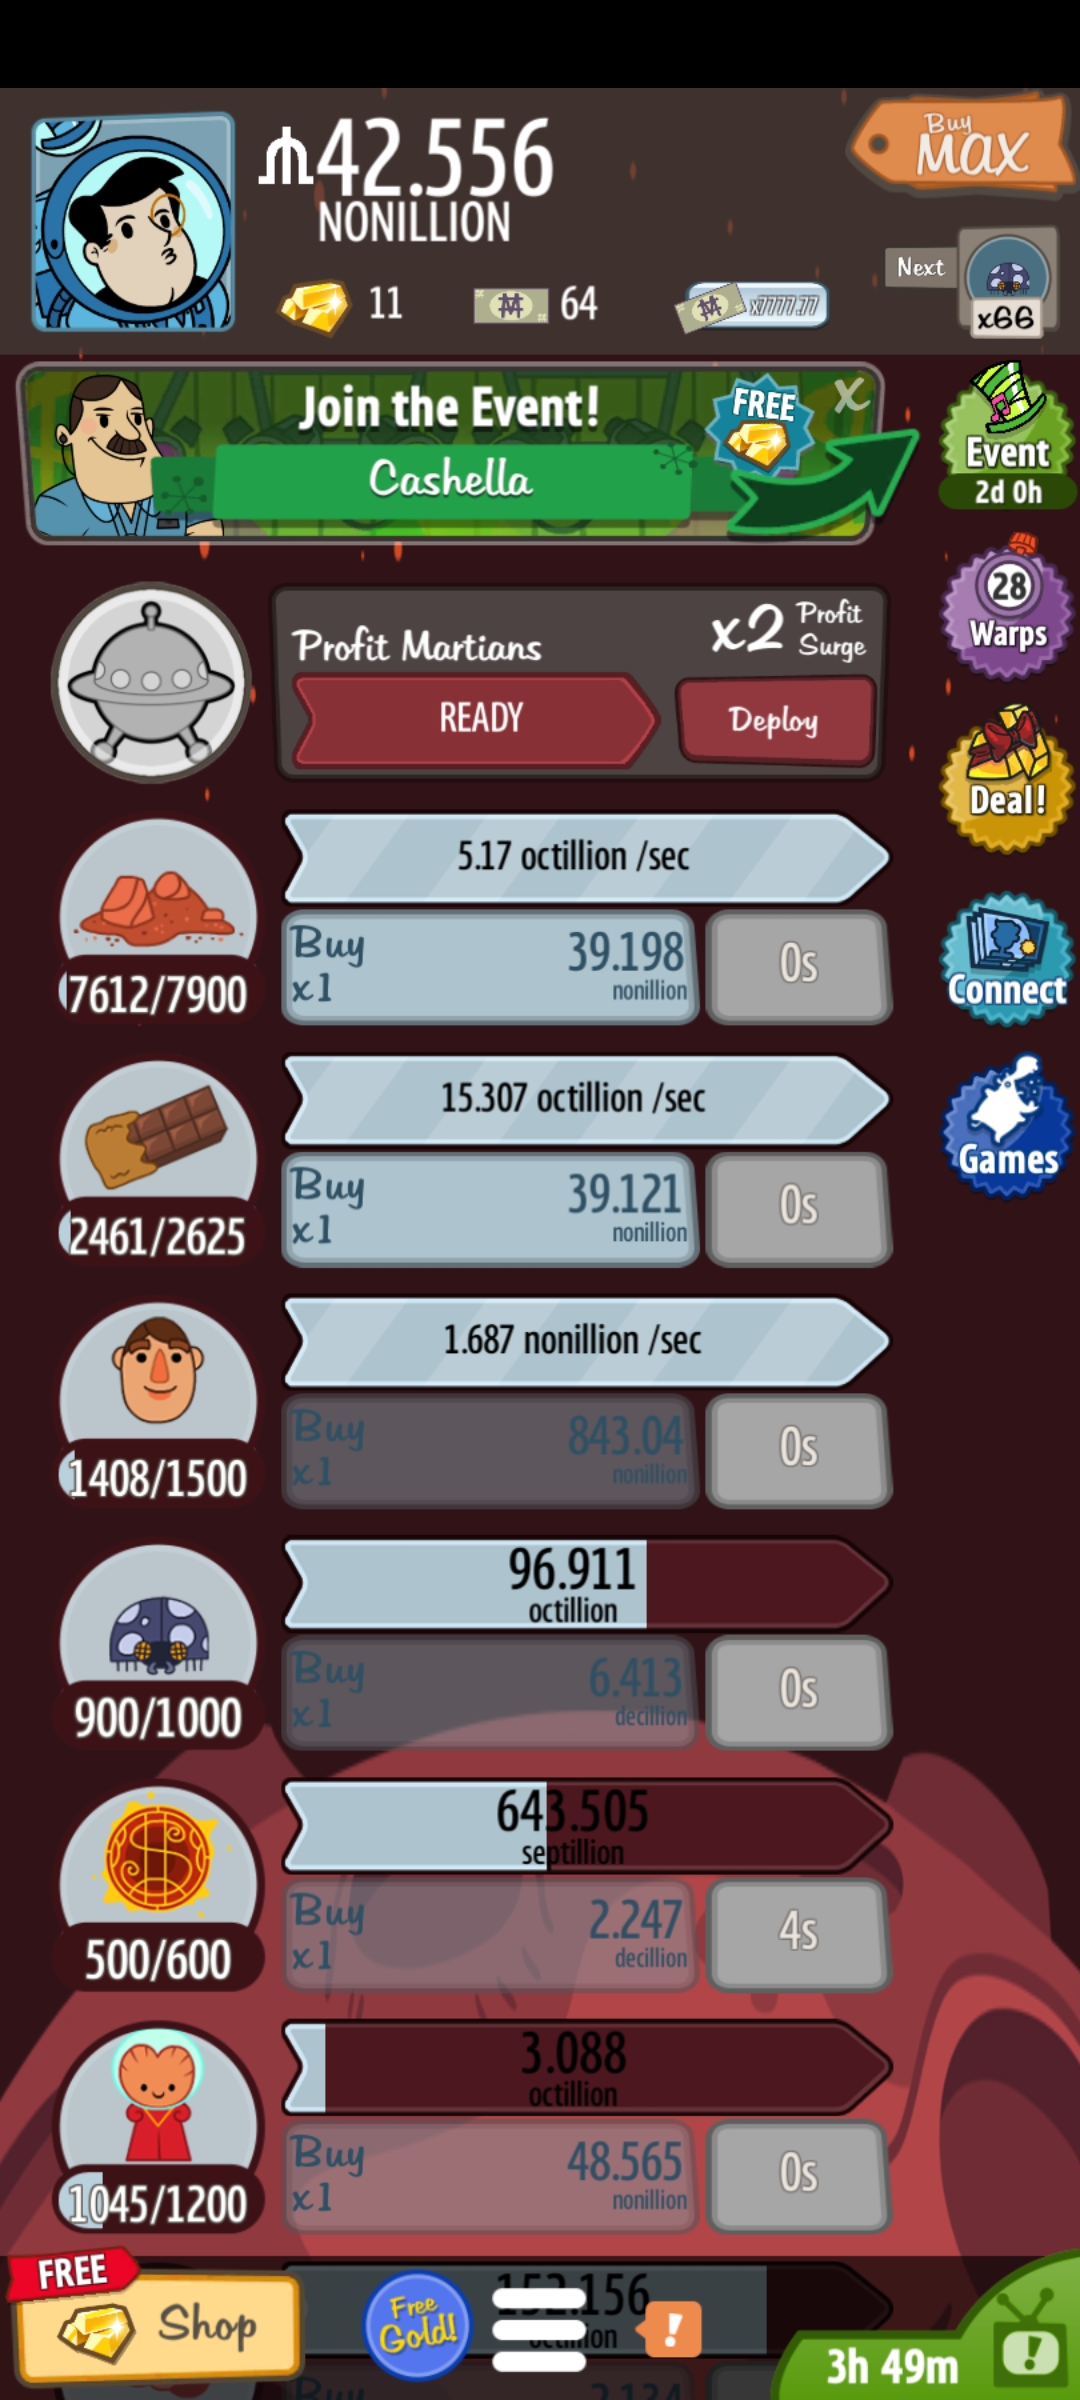 42.556
NONILLION
Buy
MAX
11
64
x7777.77
Next
x66
Join the Event!
FREE
X
Cashella
Event
2d 0h
28
Warps
Profit Martians
x2 Profit
Surge
READY
Deploy
Deal!
5.17 octillion /sec
7612/7900
Buy
x1
39.198
nonillion
0s
Connect
15.307 octillion /sec
2461/2625
Buy
x1
39.121
nonillion
0s
Games
1.687 nonillion /sec
1408/1500
Buy
x1
843.04
nonillion
0s
96.911
octillion
900/1000
Buy
x1
6.413
decillion
0s
643.505
septillion
500/600
Buy
x1
2.247
decillion
4s
3.088
octillion
1045/1200
Buy
x1
48.565
nonillion
0s
FREE
Shop
Free
Gold!
152.156
octillion
!
3h 49m
!
Buy
2.134